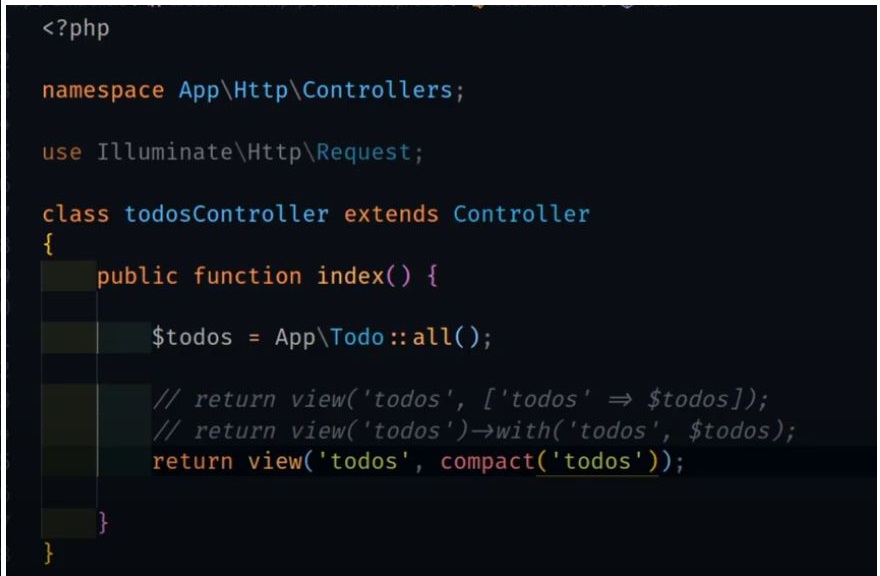 <?php
namespace App\Http\Controllers;
use Illuminate\Http\Request;
class todosController extends Controller
{
public function index() {
$todos = App\Todo::all();
// return view('todos', ['todos' => $todos]);
// return view('todos')->with('todos', $todos);
return view('todos', compact('todos'));
}
}